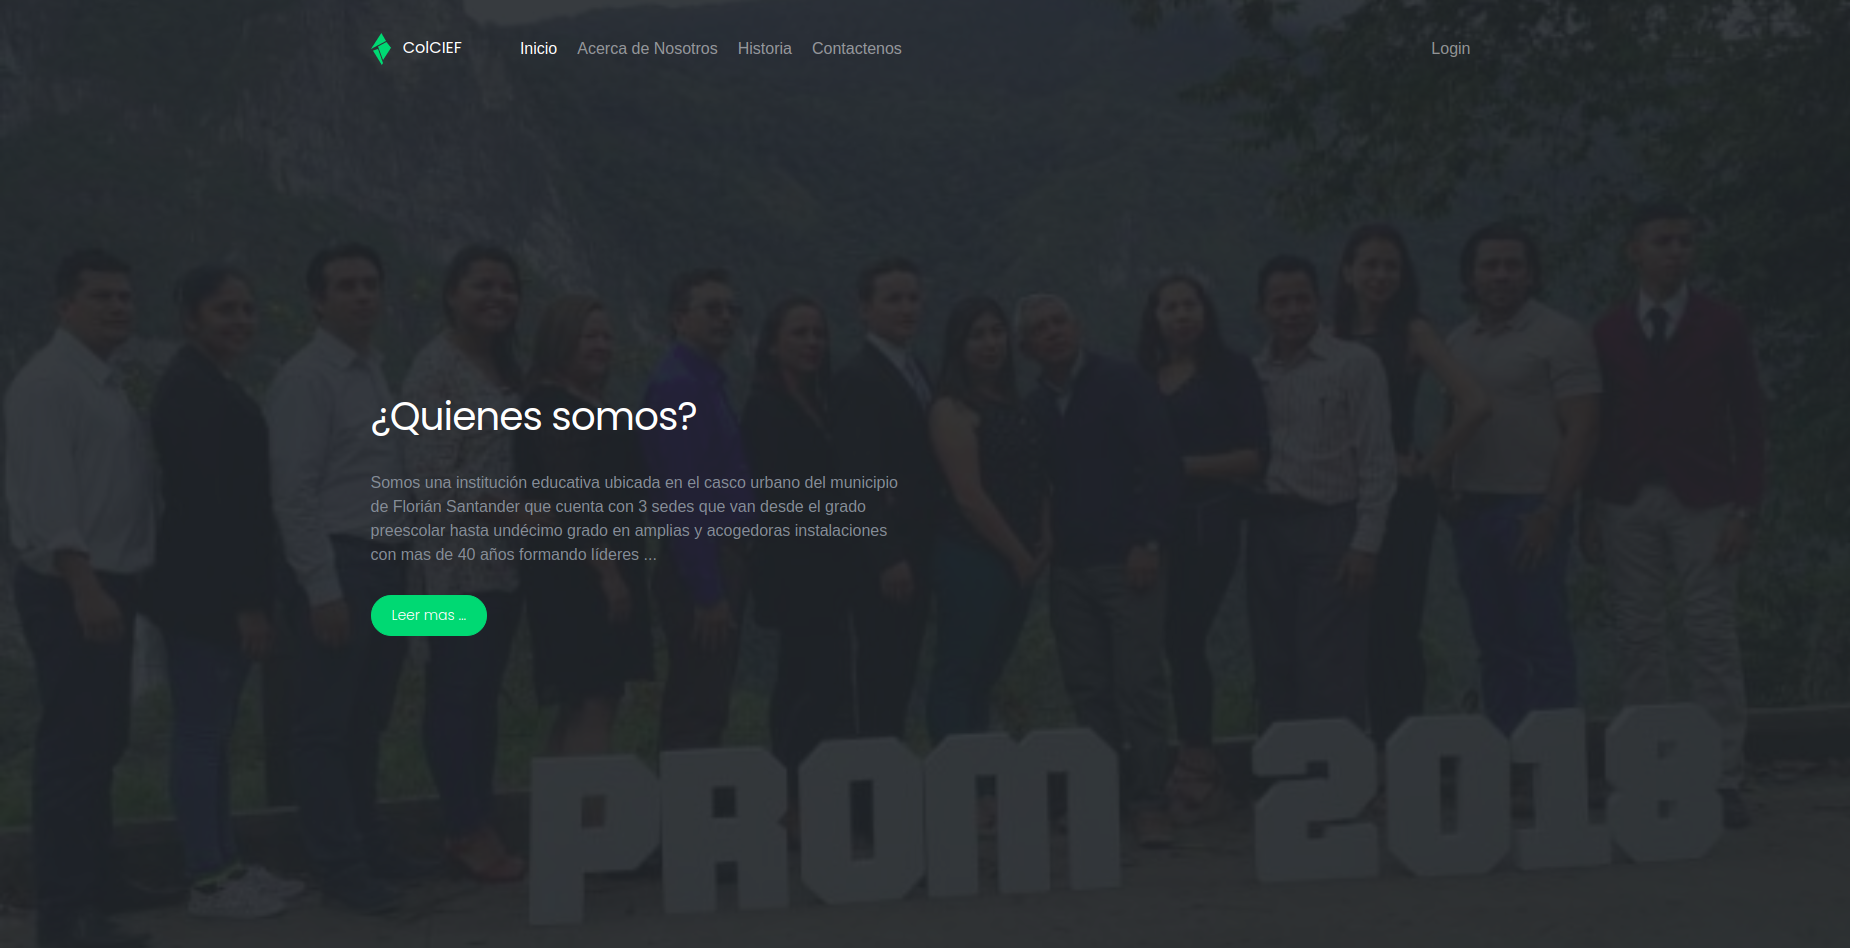 ColCIEF
Inicio Acerca de Nosotros Historia Contactenos Login
¿Quienes somos?
Somos una institución educativa ubicada en el casco urbano del municipio
de Florián Santander que cuenta con 3 sedes que van desde el grado
preescolar hasta undécimo grado en amplias y acogedoras instalaciones
con mas de 40 años formando líderes ...
Leer mas ...
PROM 2018